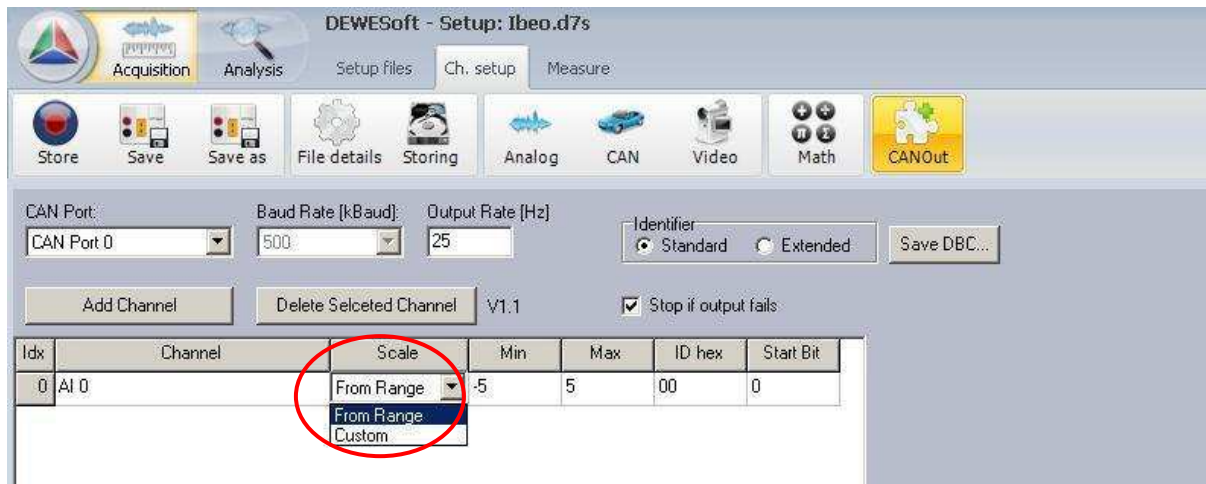 DEWESoft - Setup: Ibeo.d7s
Acquisition Analysis Setup files Ch. setup Measure
Store Save Save as File details Storing Analog CAN Video Math CANOut
CAN Port: Baud Rate [kBaud]: Output Rate [Hz] Identifier
CAN Port 0 500 25 Standard Extended Save DBC...
Add Channel Delete Selceted Channel V1.1 Stop if output fails
Idx Channel Scale Min Max ID hex Start Bit
0 AI 0 From Range -5 5 00 0
From Range
Custom